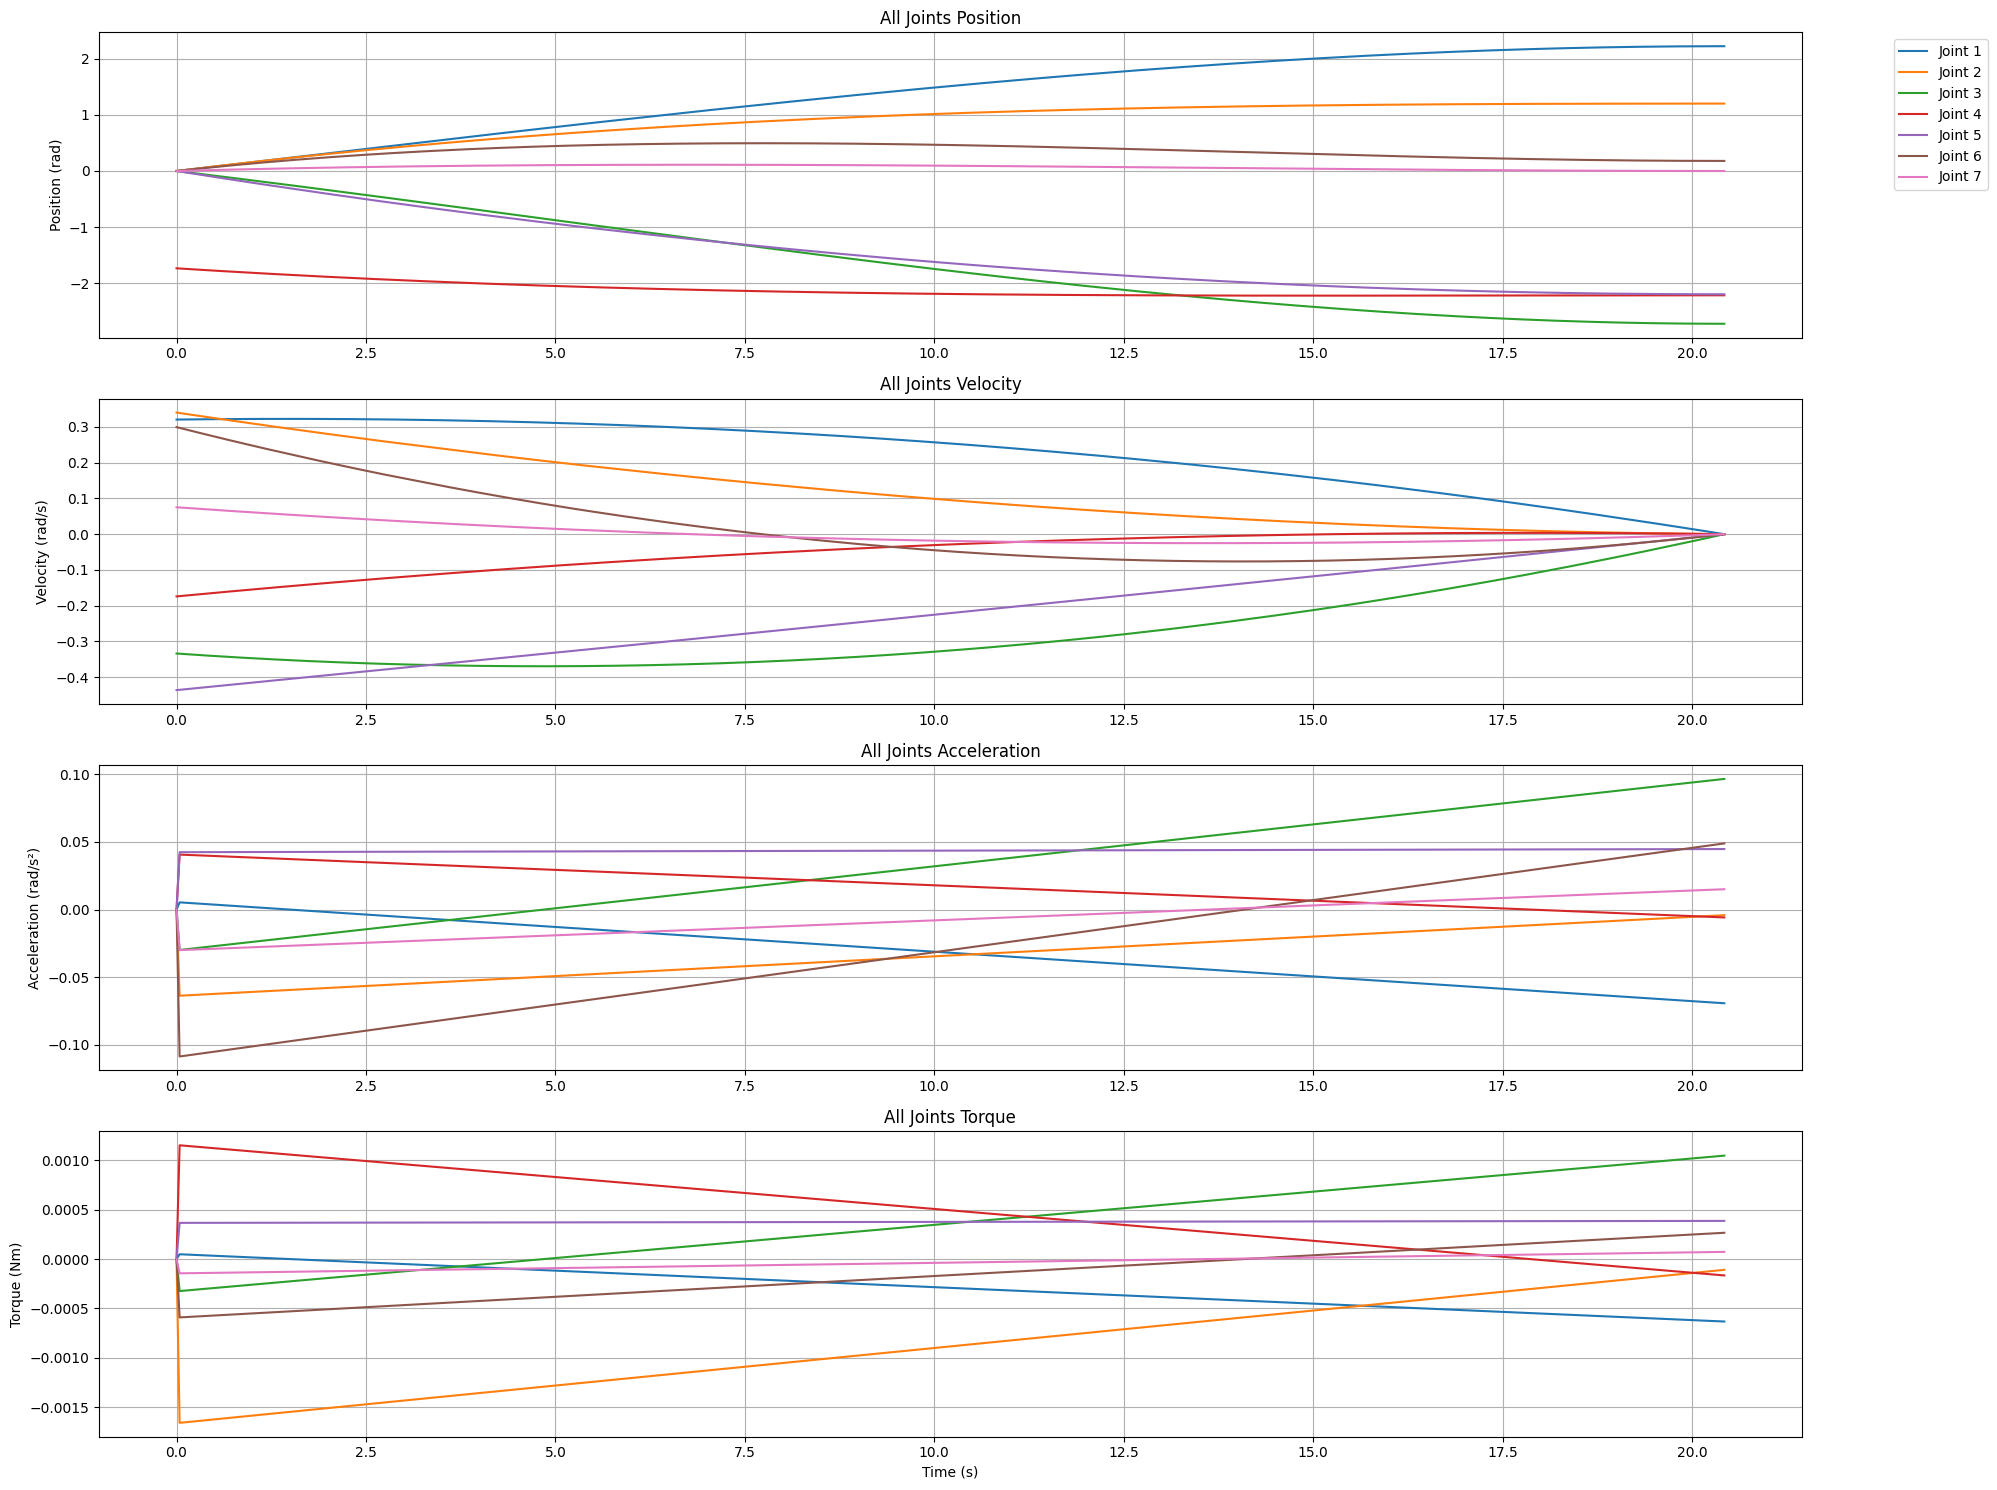 All Joints Position
Position (rad)
2
1
0
−1
−2
0.0 2.5 5.0 7.5 10.0 12.5 15.0 17.5 20.0
Joint 1
Joint 2
Joint 3
Joint 4
Joint 5
Joint 6
Joint 7
All Joints Velocity
Velocity (rad/s)
0.3
0.2
0.1
0.0
−0.1
−0.2
−0.3
−0.4
0.0 2.5 5.0 7.5 10.0 12.5 15.0 17.5 20.0
All Joints Acceleration
Acceleration (rad/s²)
0.10
0.05
0.00
−0.05
−0.10
0.0 2.5 5.0 7.5 10.0 12.5 15.0 17.5 20.0
All Joints Torque
Torque (Nm)
0.0010
0.0005
0.0000
−0.0005
−0.0010
−0.0015
0.0 2.5 5.0 7.5 10.0 12.5 15.0 17.5 20.0
Time (s)